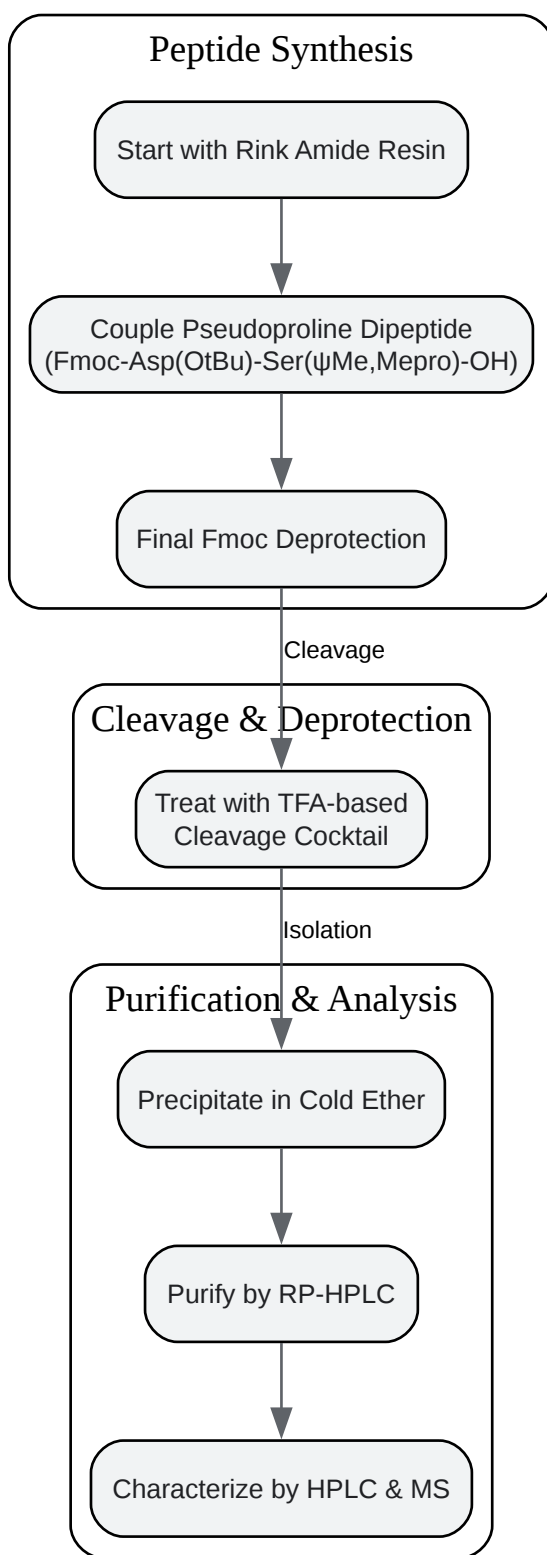 Peptide Synthesis
Start with Rink Amide Resin
Couple Pseudoproline Dipeptide
(Fmoc-Asp(OtBu)-Ser(ψMe,Mepro)-OH)
Final Fmoc Deprotection
Cleavage
Cleavage & Deprotection
Treat with TFA-based
Cleavage Cocktail
Isolation
Purification & Analysis
Precipitate in Cold Ether
Purify by RP-HPLC
Characterize by HPLC & MS